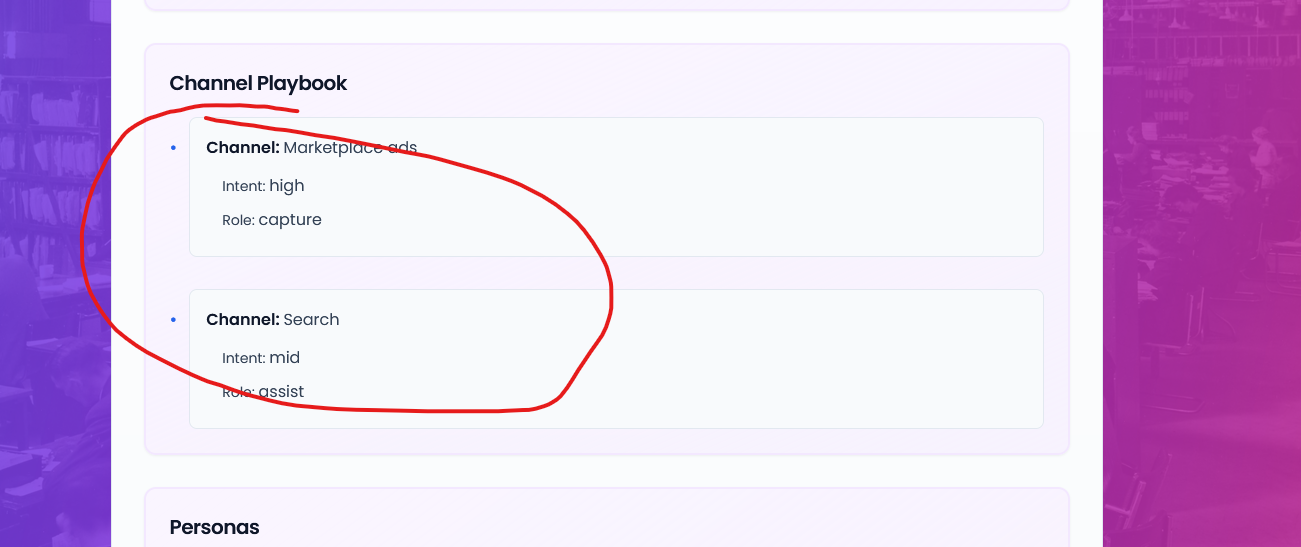 Channel Playbook
Channel: Marketplace ads
Intent: high
Role: capture
Channel: Search
Intent: mid
Role: assist
Personas